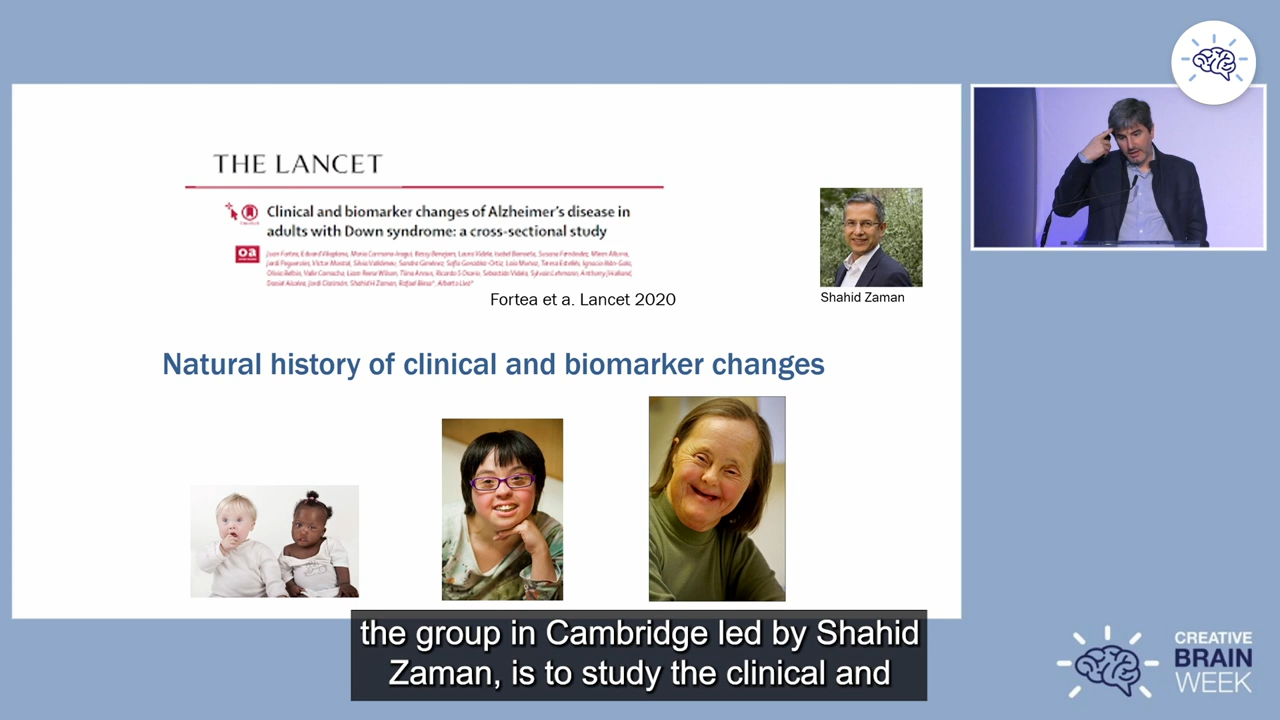 THE LANCET
Clinical and biomarker changes of Alzheimer's disease in
adults with Down syndrome: a cross-sectional study
oa
Fortea et a. Lancet 2020
Shahid Zaman
Natural history of clinical and biomarker changes
the group in Cambridge led by Shahid
Zaman, is to study the clinical and
CREATIVE
BRAIN
WEEK